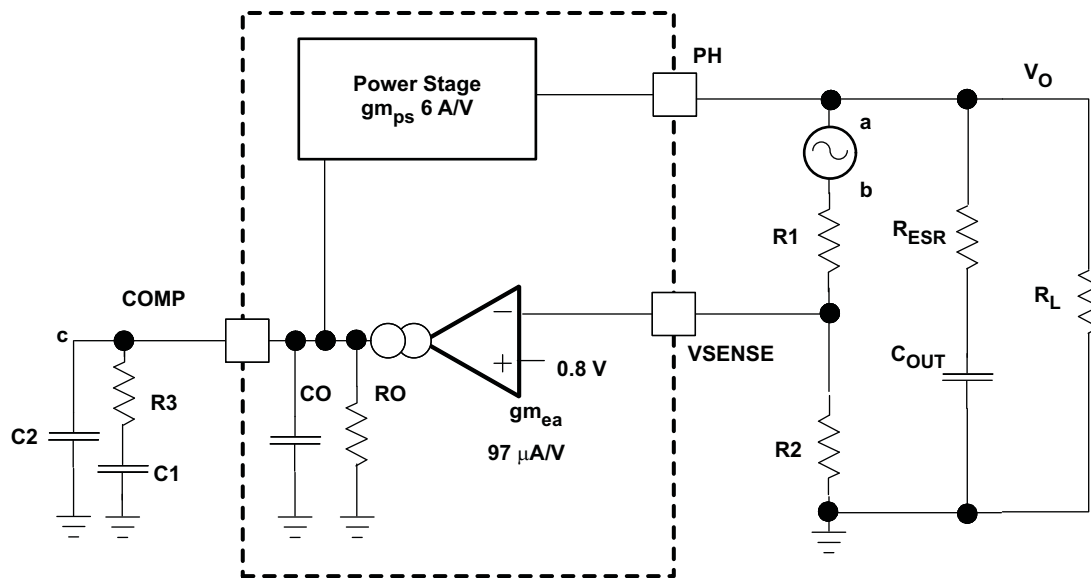 PH
Power Stage
gm_ps 6 A/V
V_O
a
b
R1
R_ESR
R_L
COMP
VSENSE
c
0.8 V
C_OUT
R3
CO
RO
gm_ea
C2
C1
97 μA/V
R2